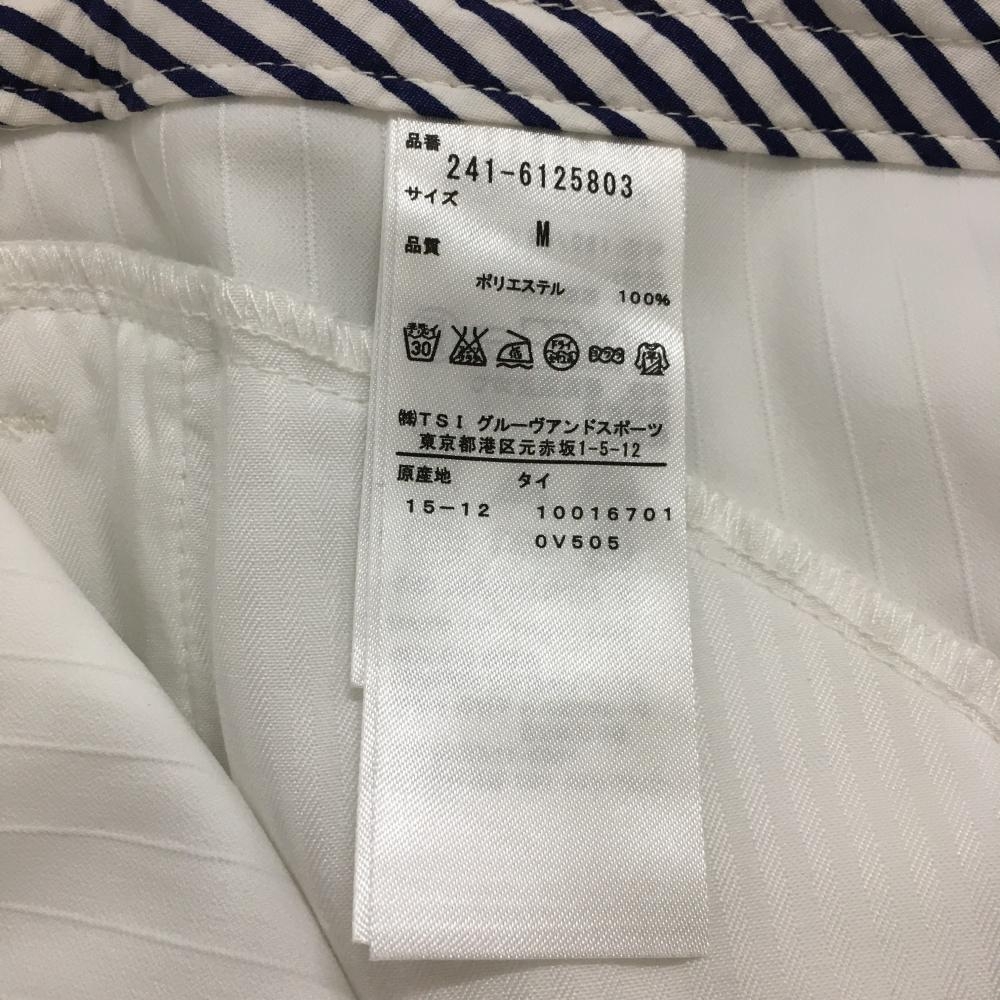 品番
241-6125803
サイズ
M
品質
ポリエステル 100%
30
㈱TSI グルーヴアンドスポーツ
東京都港区元赤坂1-5-12
原産地 タイ
15-12 10016701
0V505